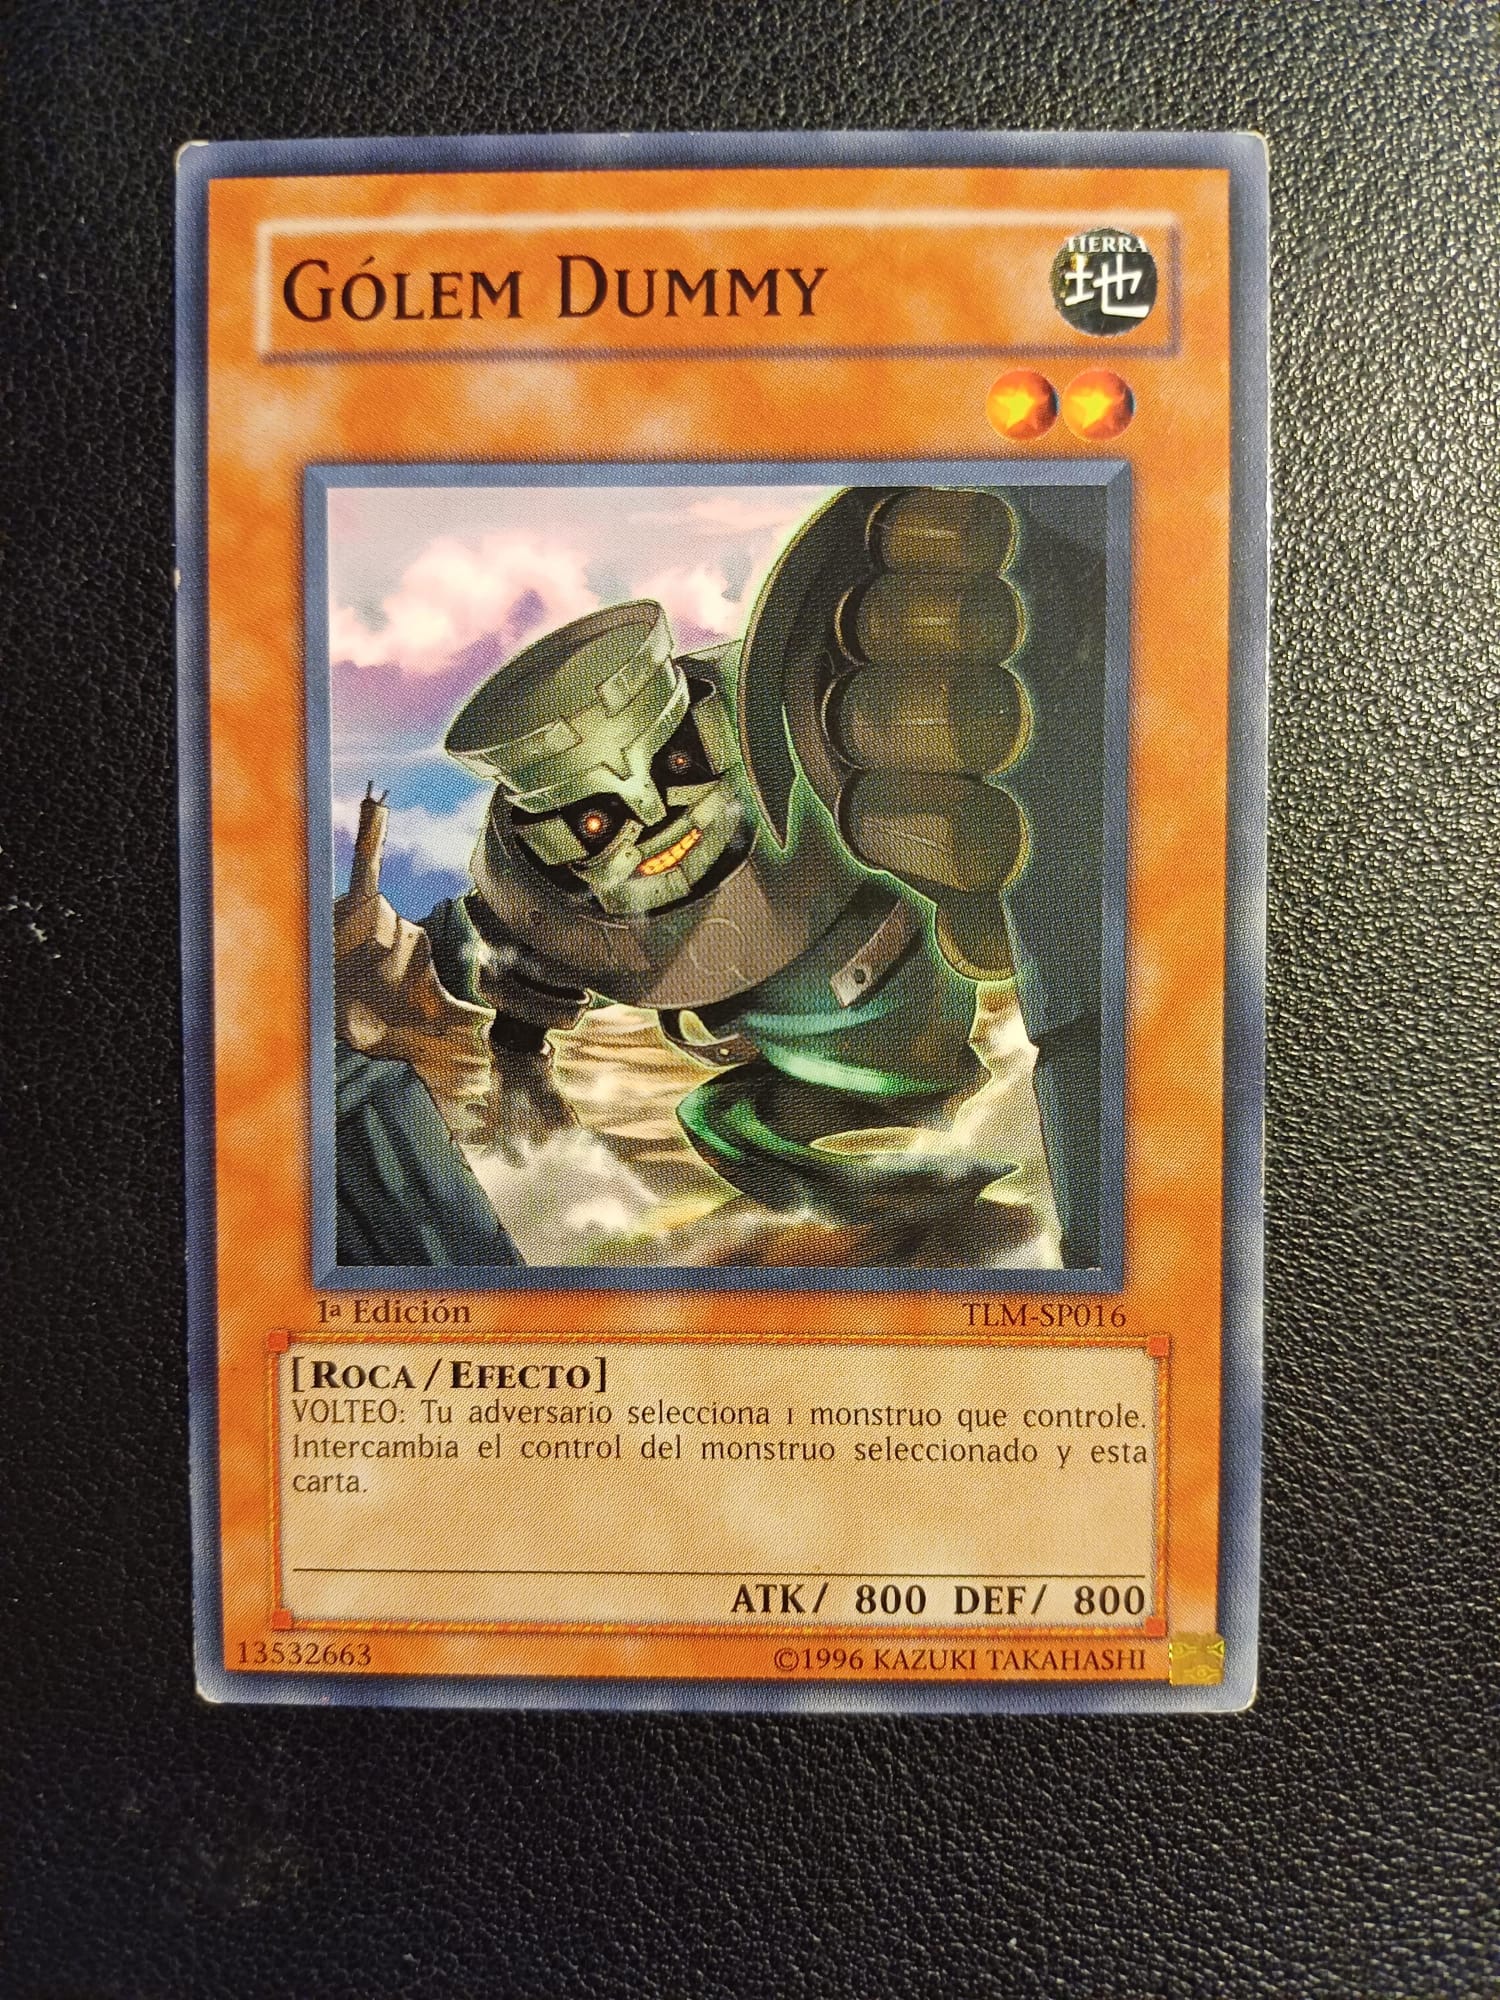 GÓLEM DUMMY
TIERRA
地
1ª Edición
TLM-SP016
[ROCA/EFECTO]
VOLTEO: Tu adversario selecciona 1 monstruo que controle.
Intercambia el control del monstruo seleccionado y esta
carta.
ATK/ 800 DEF/ 800
13532663
©1996 KAZUKI TAKAHASHI